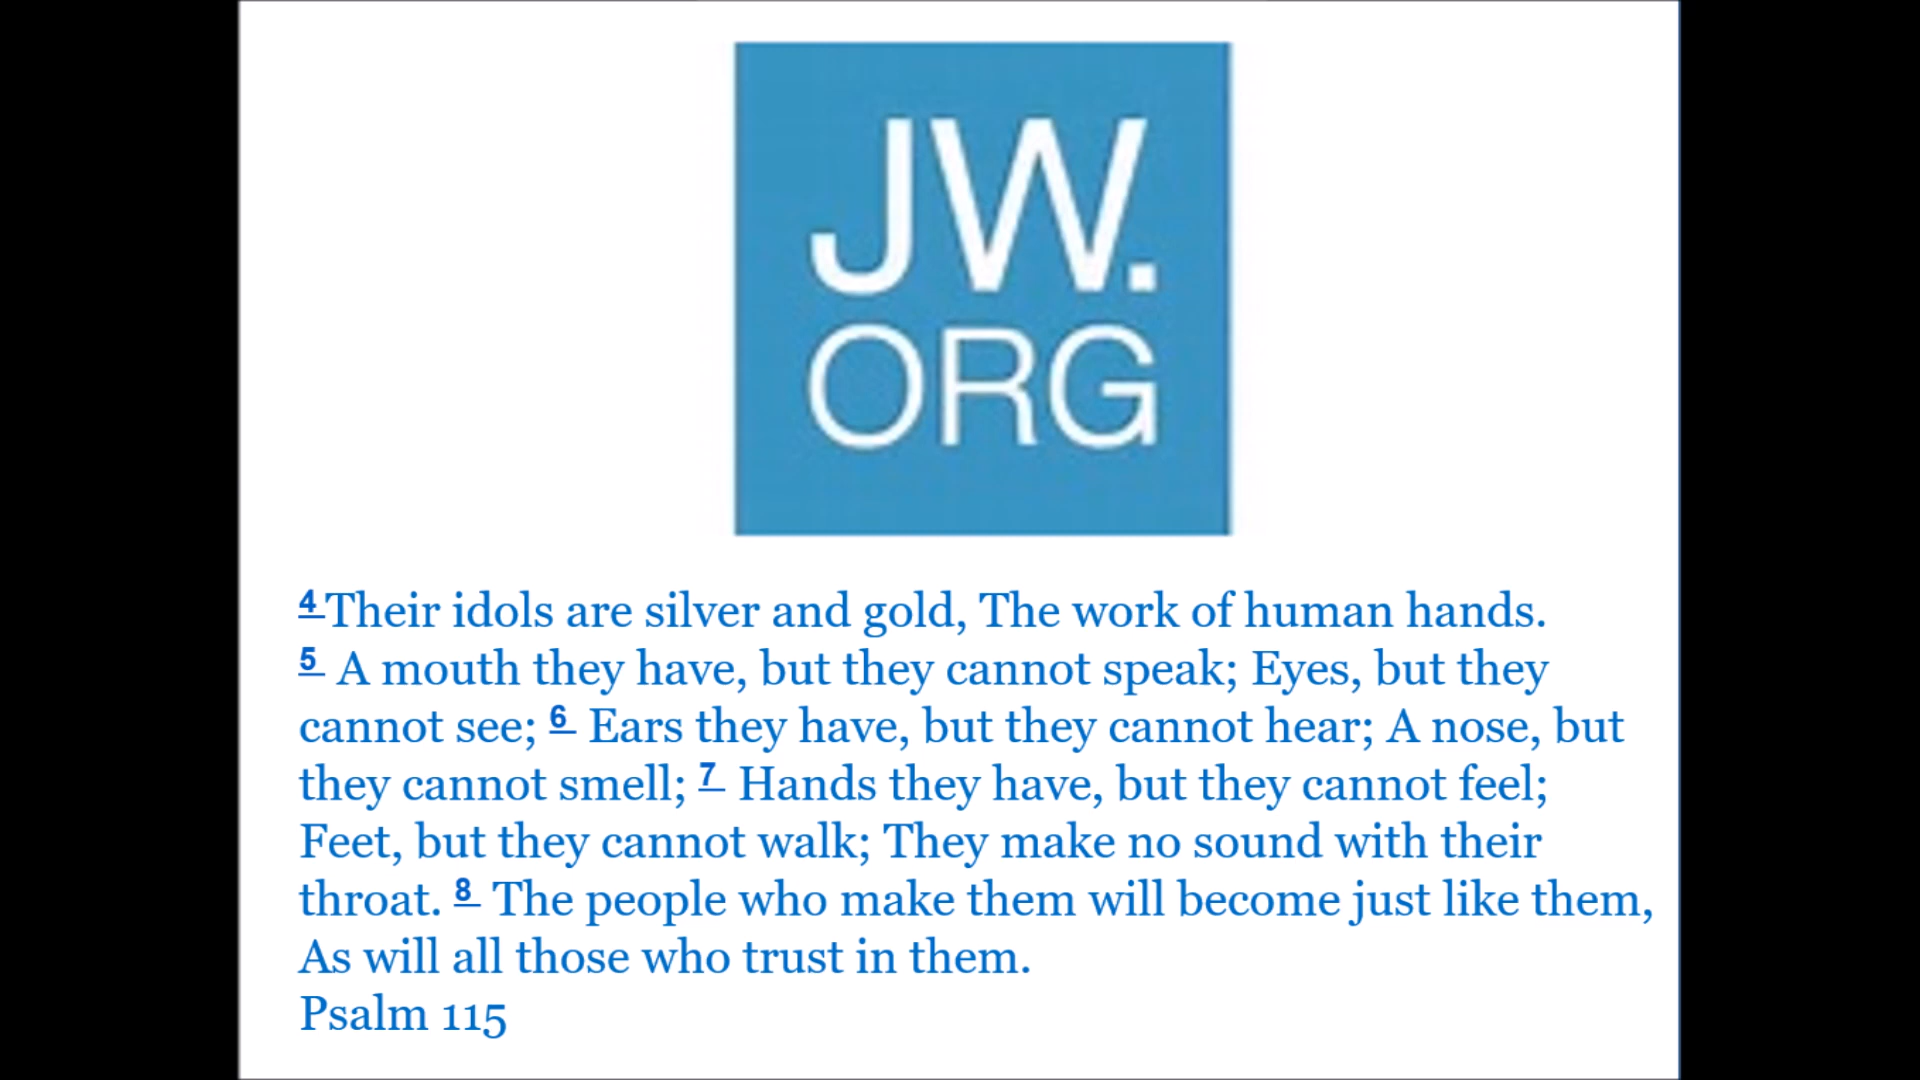 JW.
ORG
4 Their idols are silver and gold, The work of human hands.
5 A mouth they have, but they cannot speak; Eyes, but they
cannot see; 6 Ears they have, but they cannot hear; A nose, but
they cannot smell; 7 Hands they have, but they cannot feel;
Feet, but they cannot walk; They make no sound with their
throat. 8 The people who make them will become just like them,
As will all those who trust in them.
Psalm 115